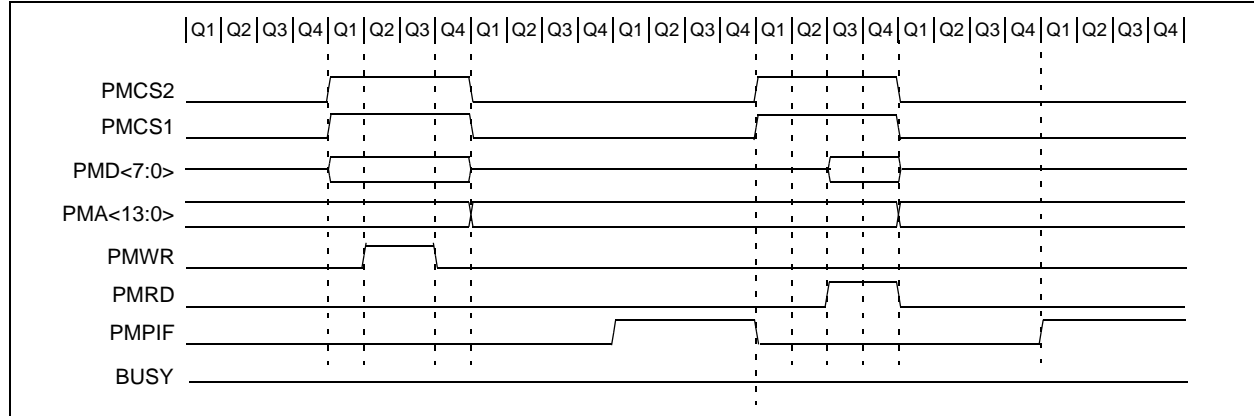 Q1 Q2 Q3 Q4 Q1 Q2 Q3 Q4 Q1 Q2 Q3 Q4 Q1 Q2 Q3 Q4 Q1 Q2 Q3 Q4 Q1 Q2 Q3 Q4 Q1 Q2 Q3 Q4
PMCS2
PMCS1
PMD<7:0>
PMA<13:0>
PMWR
PMRD
PMPIF
BUSY